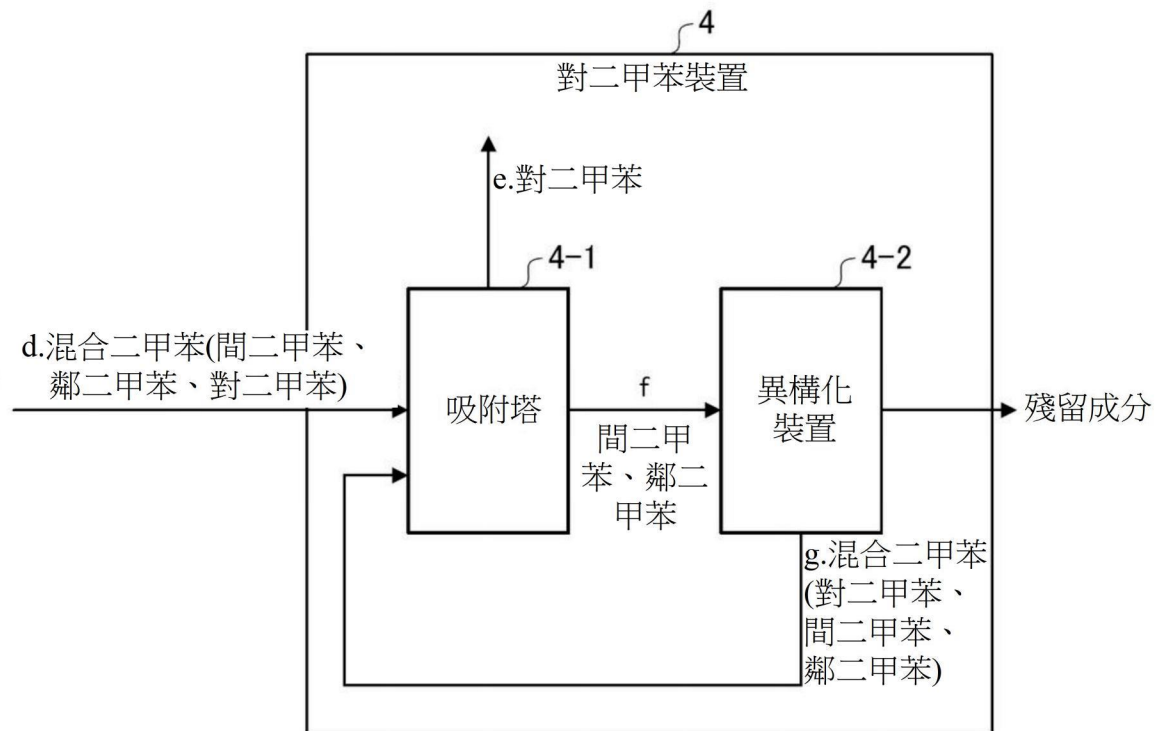 4
對二甲苯裝置
e.對二甲苯
4-1
4-2
d.混合二甲苯(間二甲苯、
鄰二甲苯、對二甲苯)
吸附塔
f
間二甲
苯、鄰二
甲苯
異構化
裝置
殘留成分
g.混合二甲苯
(對二甲苯、
間二甲苯、
鄰二甲苯)